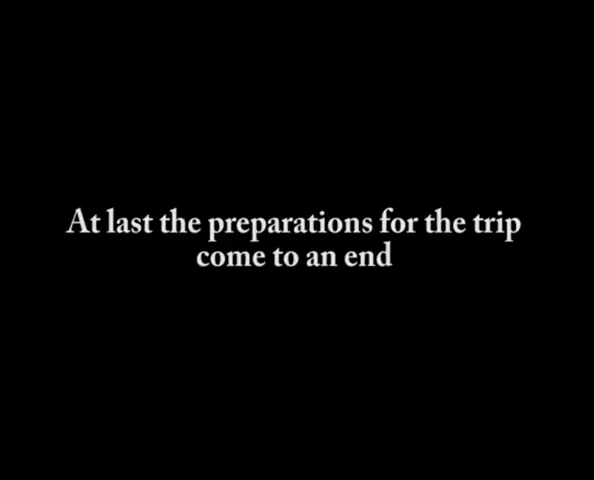 At last the preparations for the trip
come to an end